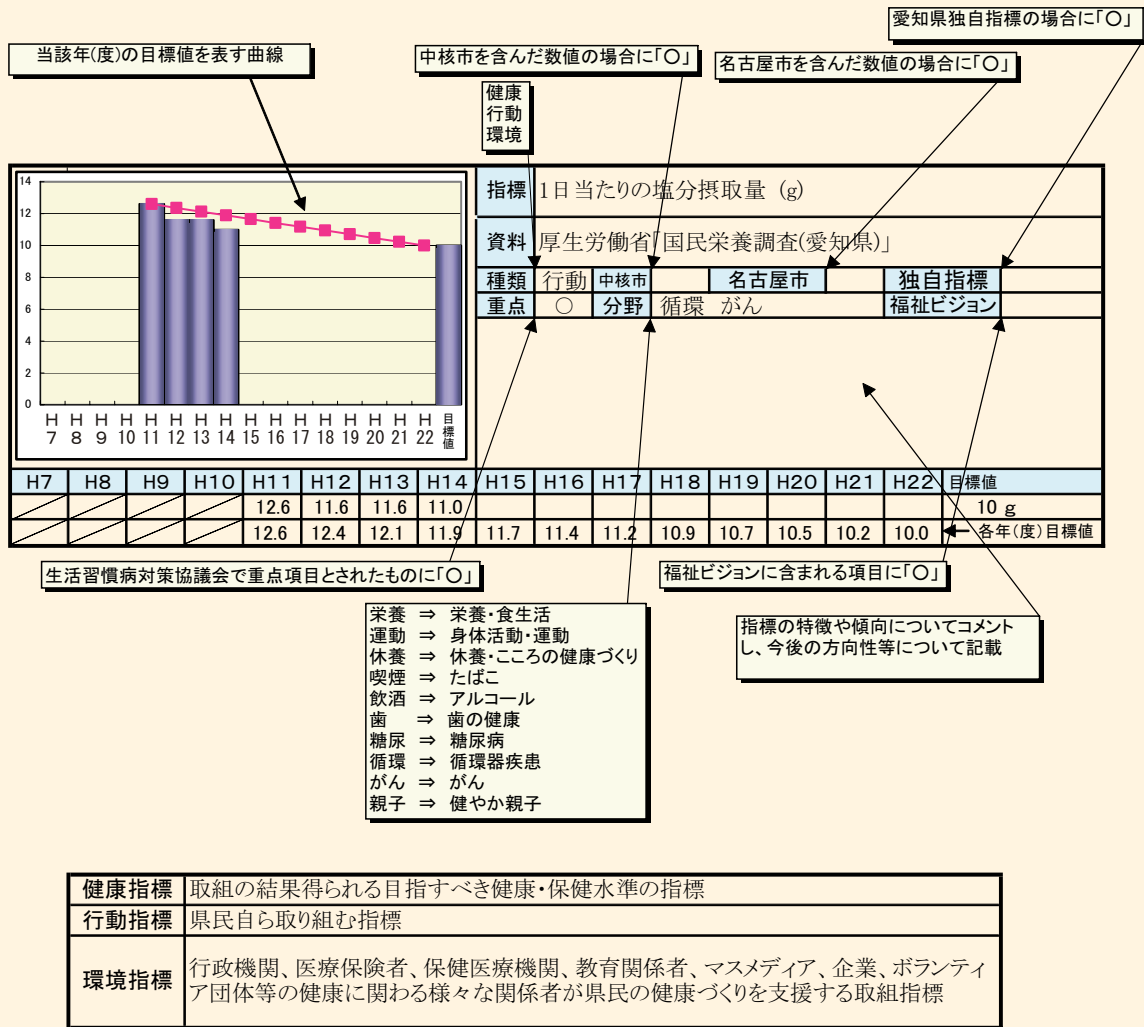 愛知県独自指標の場合に「〇」
当該年(度)の目標値を表す曲線
中核市を含んだ数値の場合に「〇」
名古屋市を含んだ数値の場合に「〇」
健康
行動
環境
指標 1日当たりの塩分摂取量 (g)
資料 厚生労働省「国民栄養調査(愛知県)」
種類 行動 中核市 名古屋市 独自指標
重点 ○ 分野 循環 がん 福祉ビジョン
14
12
10
8
6
4
2
0
H7 H8 H9 H10 H11 H12 H13 H14 H15 H16 H17 H18 H19 H20 H21 H22 目標値
H7 H8 H9 H10 H11 H12 H13 H14 H15 H16 H17 H18 H19 H20 H21 H22 目標値
12.6 11.6 11.6 11.0 10 g
12.6 12.4 12.1 11.9 11.7 11.4 11.2 10.9 10.7 10.5 10.2 10.0 各年(度)目標値
生活習慣病対策協議会で重点項目とされたものに「〇」
福祉ビジョンに含まれる項目に「〇」
栄養 ⇒ 栄養・食生活
運動 ⇒ 身体活動・運動
休養 ⇒ 休養・こころの健康づくり
喫煙 ⇒ たばこ
飲酒 ⇒ アルコール
歯 ⇒ 歯の健康
糖尿 ⇒ 糖尿病
循環 ⇒ 循環器疾患
がん ⇒ がん
親子 ⇒ 健やか親子
指標の特徴や傾向についてコメント
し、今後の方向性等について記載
健康指標 取組の結果得られる目指すべき健康・保健水準の指標
行動指標 県民自ら取り組む指標
環境指標 行政機関、医療保険者、保健医療機関、教育関係者、マスメディア、企業、ボランティ
ア団体等の健康に関わる様々な関係者が県民の健康づくりを支援する取組指標